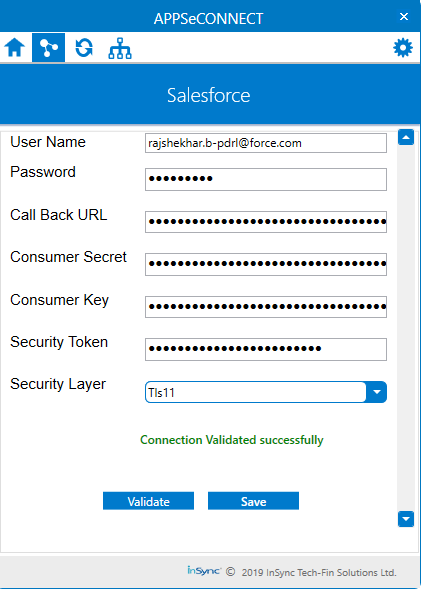 APPSeCONNECT
Salesforce
User Name rajshekhar.b-pdrl@force.com
Password •••••••••
Call Back URL ••••••••••••••••••••••••••••••••••
Consumer Secret ••••••••••••••••••••••••••••••••••
Consumer Key ••••••••••••••••••••••••••••••••••
Security Token ••••••••••••••••••••••••
Security Layer Tls11
Connection Validated successfully
Validate Save
inSync © 2019 InSync Tech-Fin Solutions Ltd.